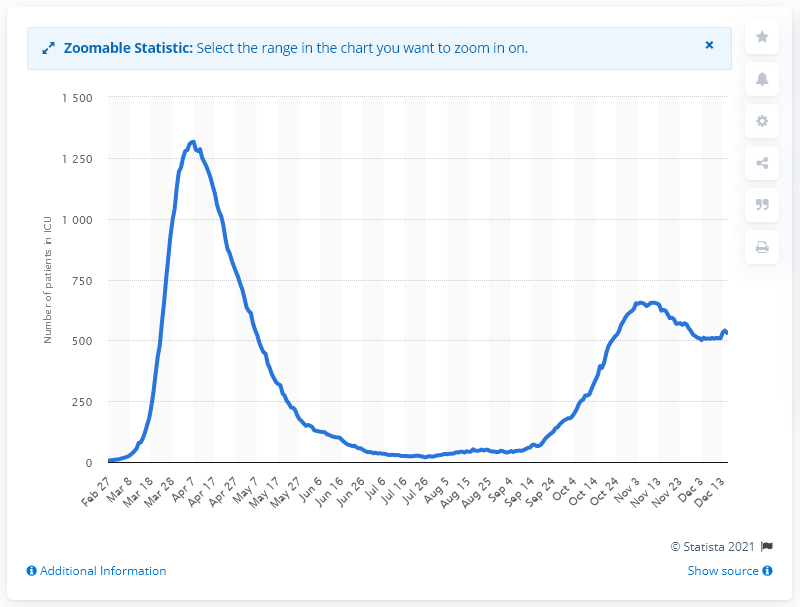 Zoomable Statistic: Select the range in the chart you want to zoom in on.
Number of patients in ICU
1 500
1 250
1 000
750
500
250
0
Feb 27
Mar 8
Mar 18
Mar 28
Apr 7
Apr 17
Apr 27
May 7
May 17
May 27
Jun 6
Jun 16
Jun 26
Jul 6
Jul 16
Jul 26
Aug 5
Aug 15
Aug 25
Sep 4
Sep 14
Sep 24
Oct 4
Oct 14
Oct 24
Nov 3
Nov 13
Nov 23
Dec 3
Dec 13
© Statista 2021
Additional Information
Show source